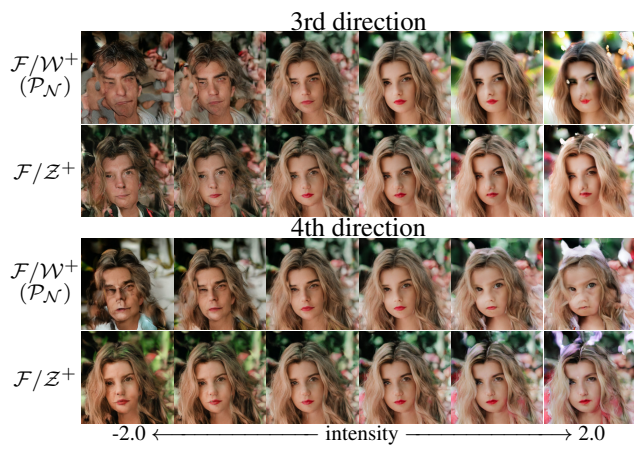 3rd direction
F/W+
(P_N)
F/Z+
4th direction
F/W+
(P_N)
F/Z+
-2.0 ← intensity → 2.0